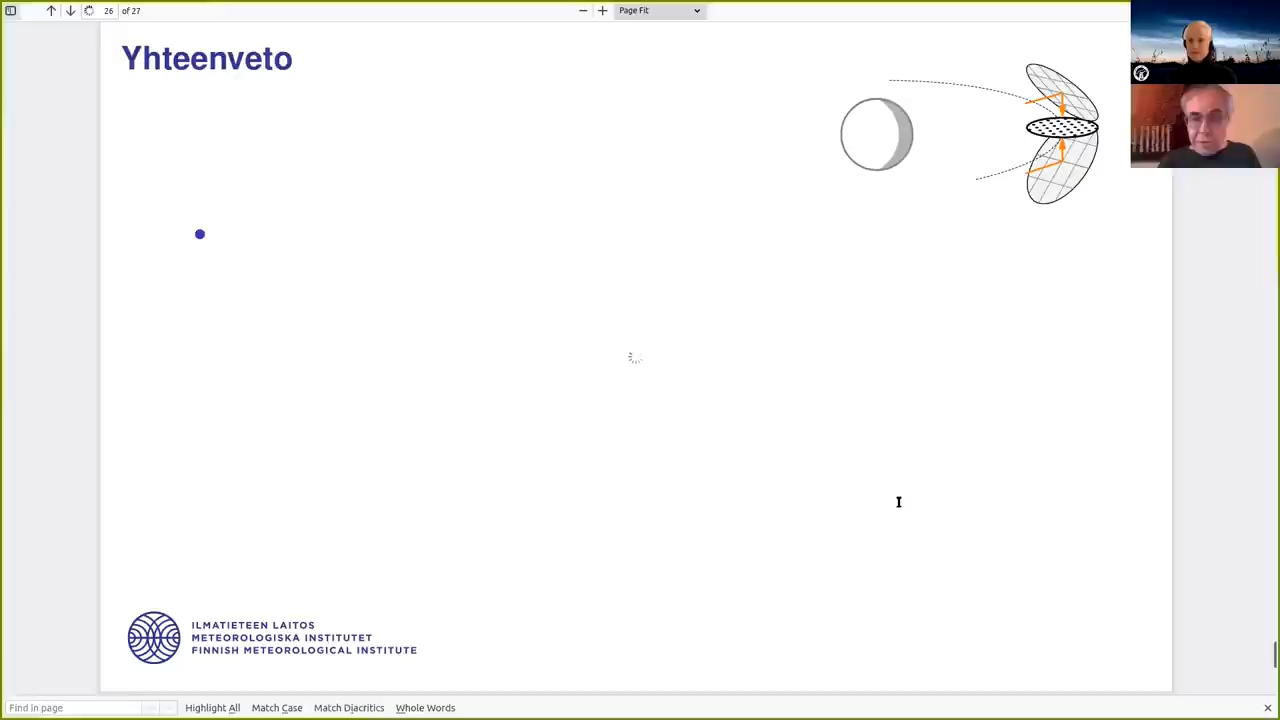 26 of 27
Page Fit
Yhteenveto
ILMATIETEEN LAITOS
METEOROLOGISKA INSTITUTET
FINNISH METEOROLOGICAL INSTITUTE
Find in page
Highlight All
Match Case
Match Diacritics
Whole Words